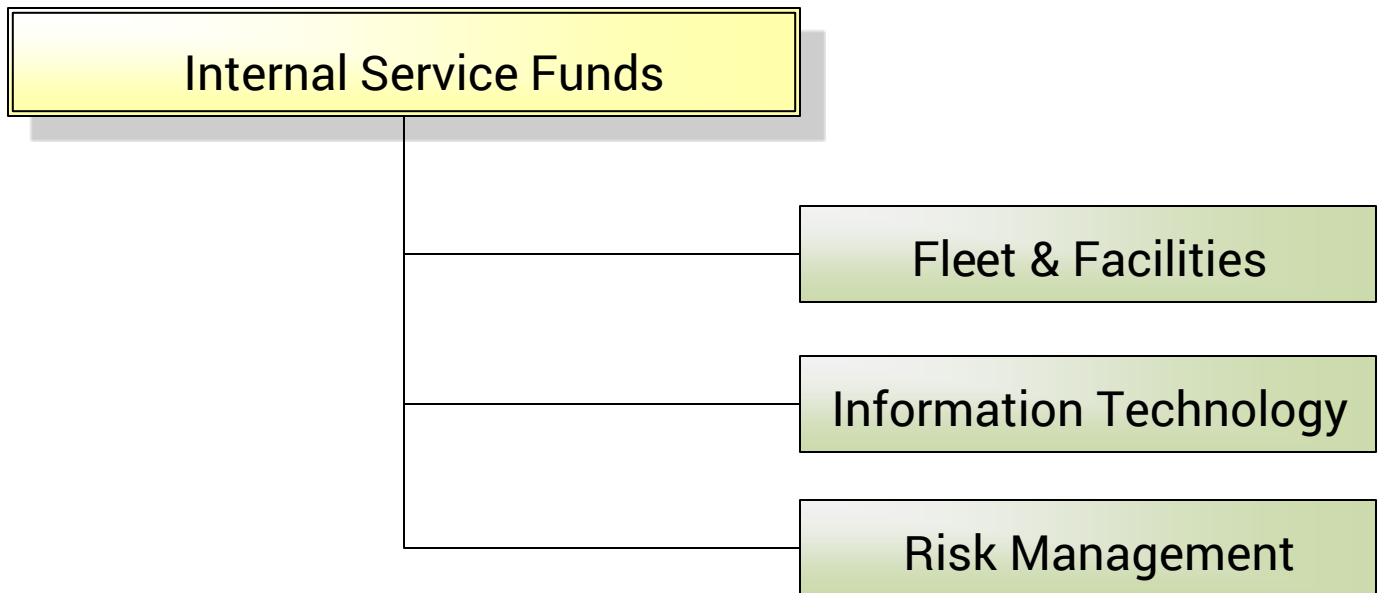 Internal Service Funds
Fleet & Facilities
Information Technology
Risk Management